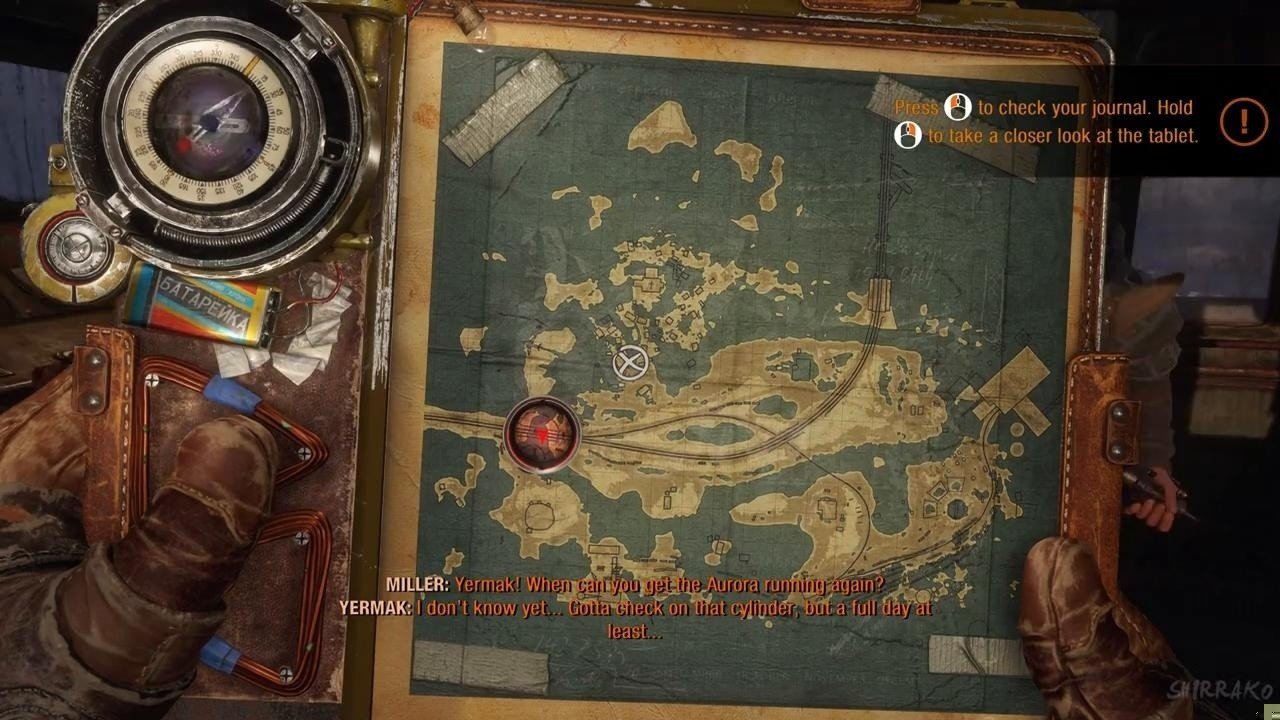 Press to check your journal. Hold
to take a closer look at the tablet.
!
БАТАРЕЙКА
MILLER: Yermak! When can you get the Aurora running again?
YERMAK: I don't know yet... Gotta check on that cylinder, but a full day at
least...
SHIRRAKO